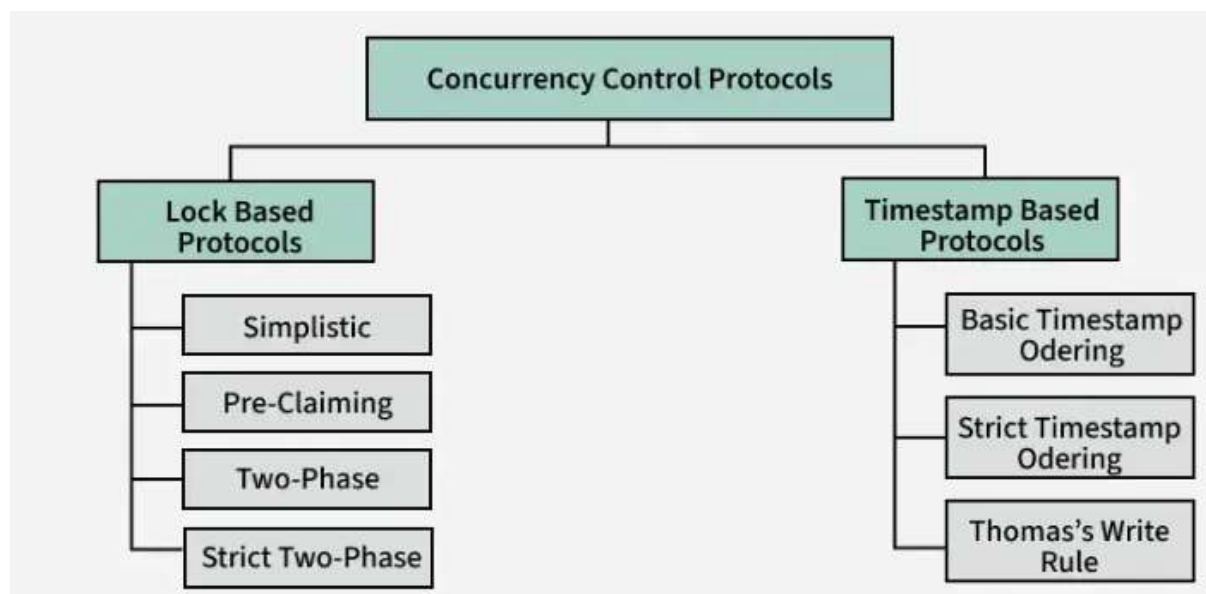 Concurrency Control Protocols
Lock Based
Protocols
Simplistic
Pre-Claiming
Two-Phase
Strict Two-Phase
Timestamp Based
Protocols
Basic Timestamp
Odering
Strict Timestamp
Odering
Thomas's Write
Rule